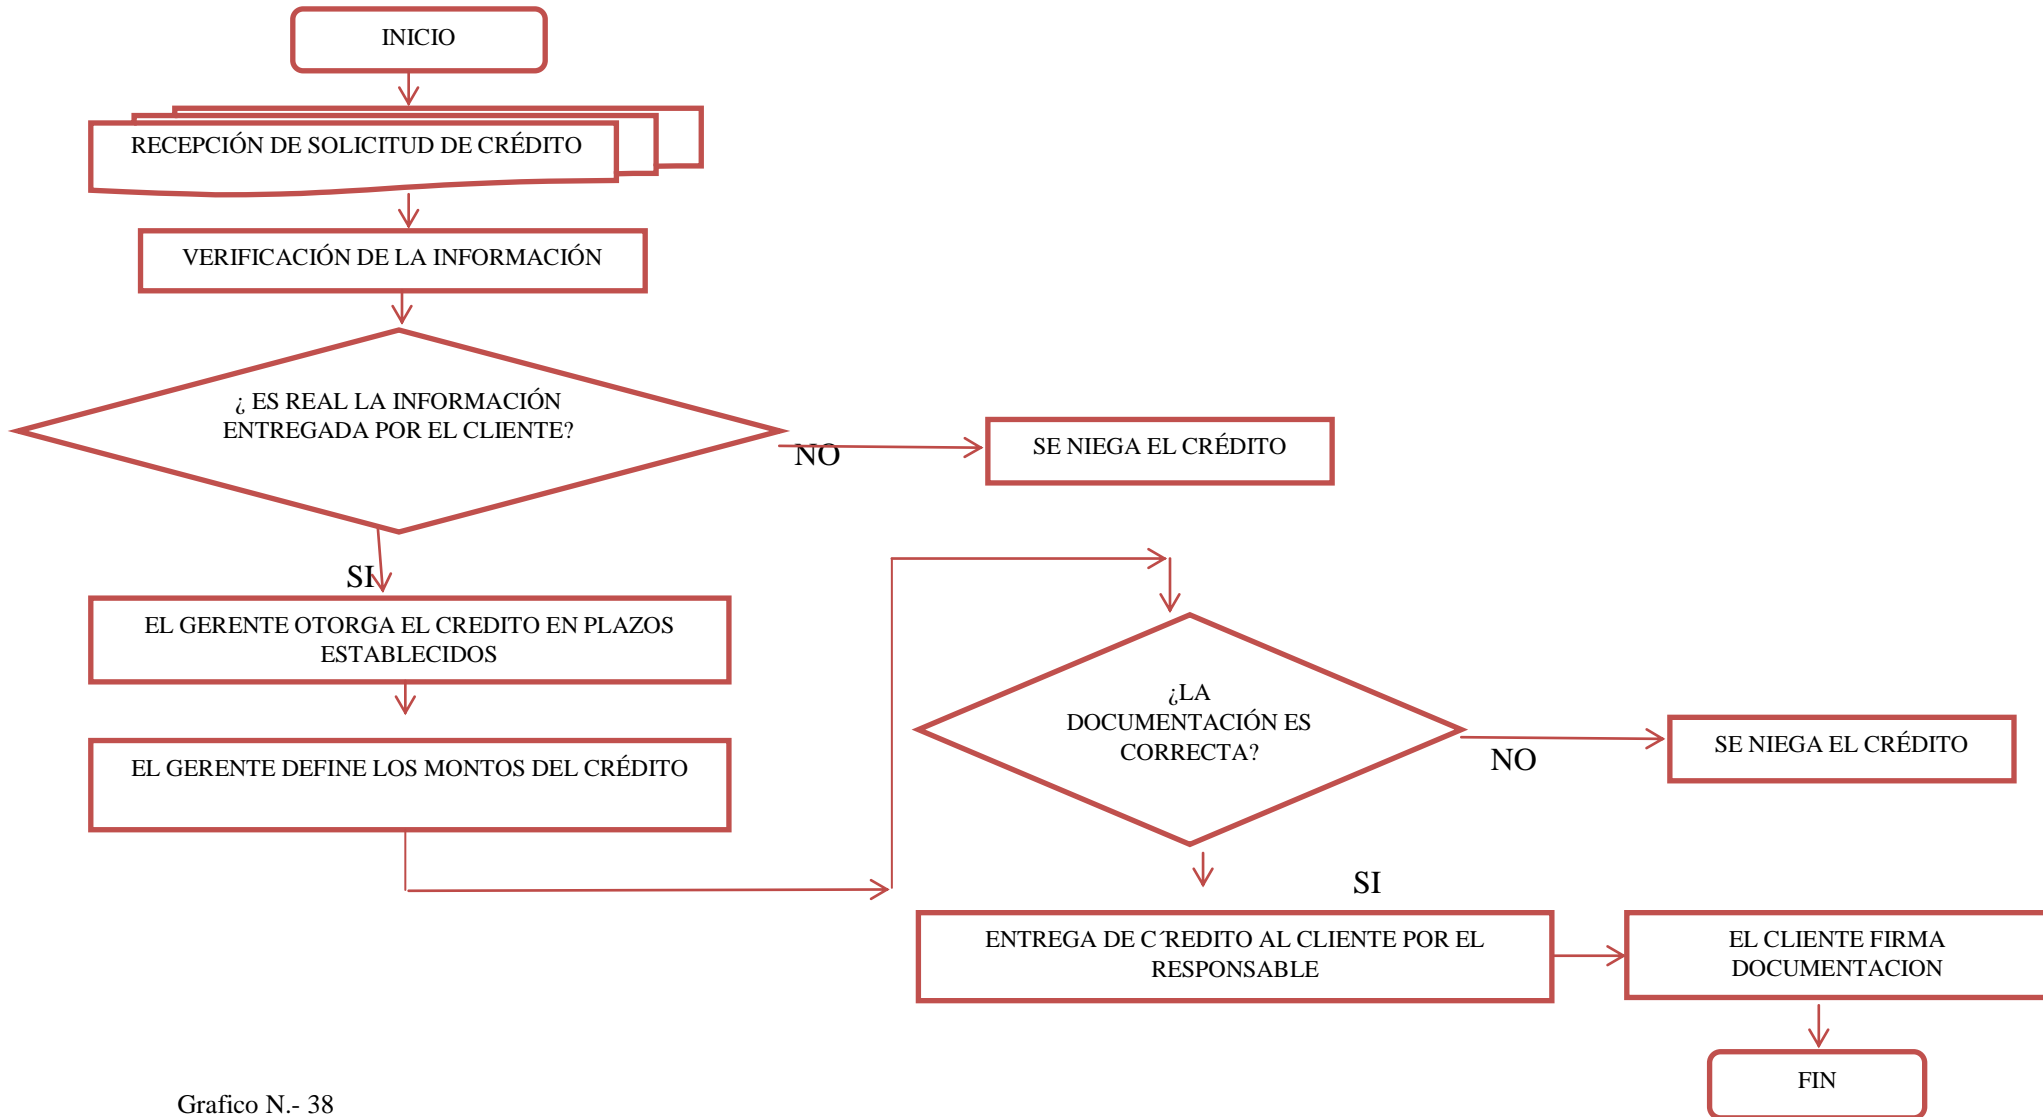 INICIO
RECEPCIÓN DE SOLICITUD DE CRÉDITO
VERIFICACIÓN DE LA INFORMACIÓN
¿ ES REAL LA INFORMACIÓN
ENTREGADA POR EL CLIENTE?
NO
SE NIEGA EL CRÉDITO
SI
EL GERENTE OTORGA EL CREDITO EN PLAZOS
ESTABLECIDOS
EL GERENTE DEFINE LOS MONTOS DEL CRÉDITO
¿LA
DOCUMENTACIÓN ES
CORRECTA?
NO
SE NIEGA EL CRÉDITO
SI
ENTREGA DE C´REDITO AL CLIENTE POR EL
RESPONSABLE
EL CLIENTE FIRMA
DOCUMENTACION
FIN
Grafico N.- 38